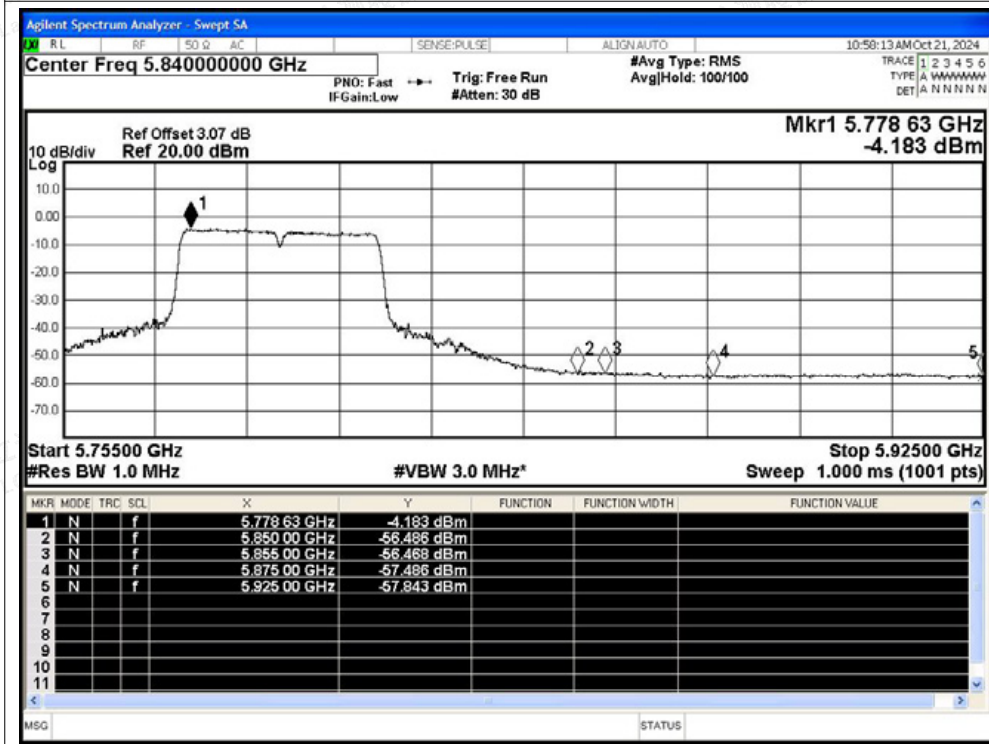 Agilent Spectrum Analyzer - Swept SA
LXI RL RF 50 Ω AC SENSE:PULSE ALIGN AUTO 10:58:13 AM Oct 21, 2024
Center Freq 5.840000000 GHz #Avg Type: RMS TRACE 1 2 3 4 5 6
PNO: Fast Trig: Free Run Avg|Hold: 100/100 TYPE A WWWWW
IFGain:Low #Atten: 30 dB DET A N N N N N
Mkr1 5.778 63 GHz
Ref Offset 3.07 dB
10 dB/div Ref 20.00 dBm -4.183 dBm
Log
10.0
1
0.00
-10.0
-20.0
-30.0
-40.0
-50.0 2 3 4 5
-60.0
-70.0
Start 5.75500 GHz Stop 5.92500 GHz
#Res BW 1.0 MHz #VBW 3.0 MHz* Sweep 1.000 ms (1001 pts)
MKR MODE TRC SCL X Y FUNCTION FUNCTION WIDTH FUNCTION VALUE
1 N f 5.778 63 GHz -4.183 dBm
2 N f 5.850 00 GHz -56.486 dBm
3 N f 5.855 00 GHz -56.468 dBm
4 N f 5.875 00 GHz -57.486 dBm
5 N f 5.925 00 GHz -57.843 dBm
6
7
8
9
10
11
MSG STATUS